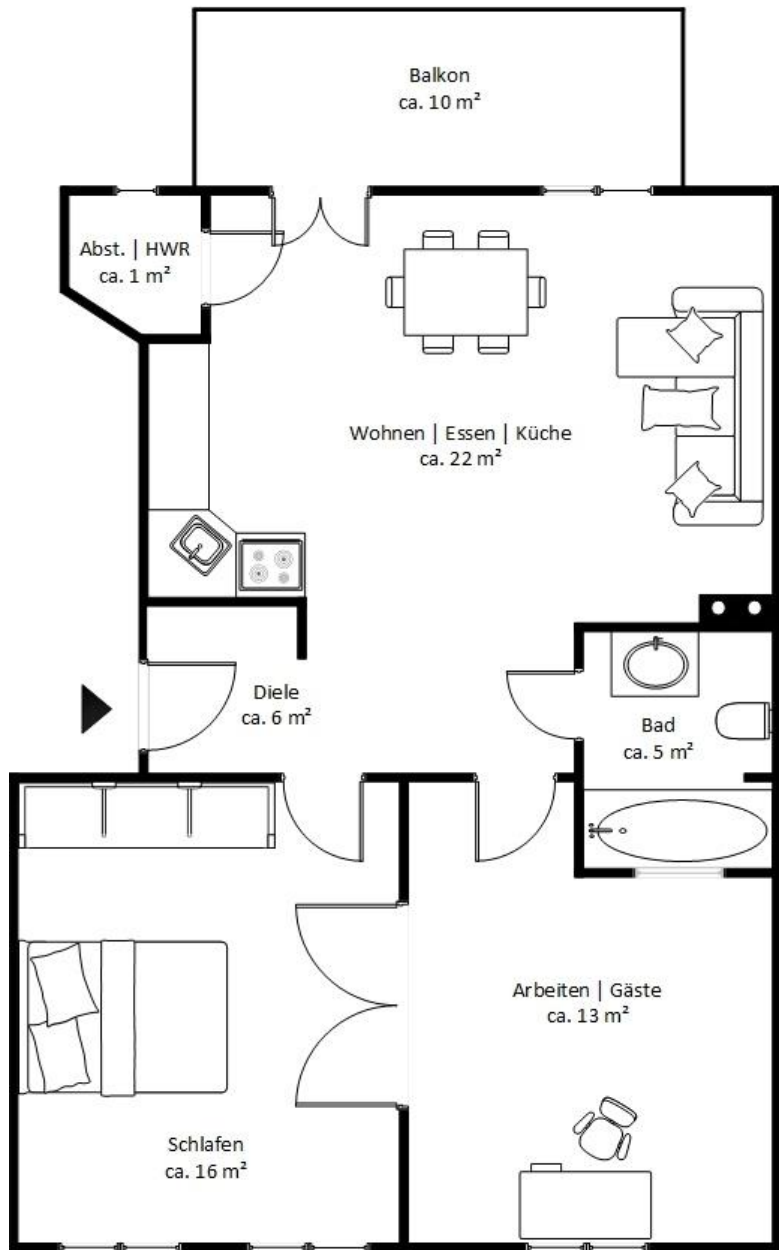 Balkon
ca. 10 m²
Abst. | HWR
ca. 1 m²
Wohnen | Essen | Küche
ca. 22 m²
Diele
ca. 6 m²
Bad
ca. 5 m²
Arbeiten | Gäste
ca. 13 m²
Schlafen
ca. 16 m²